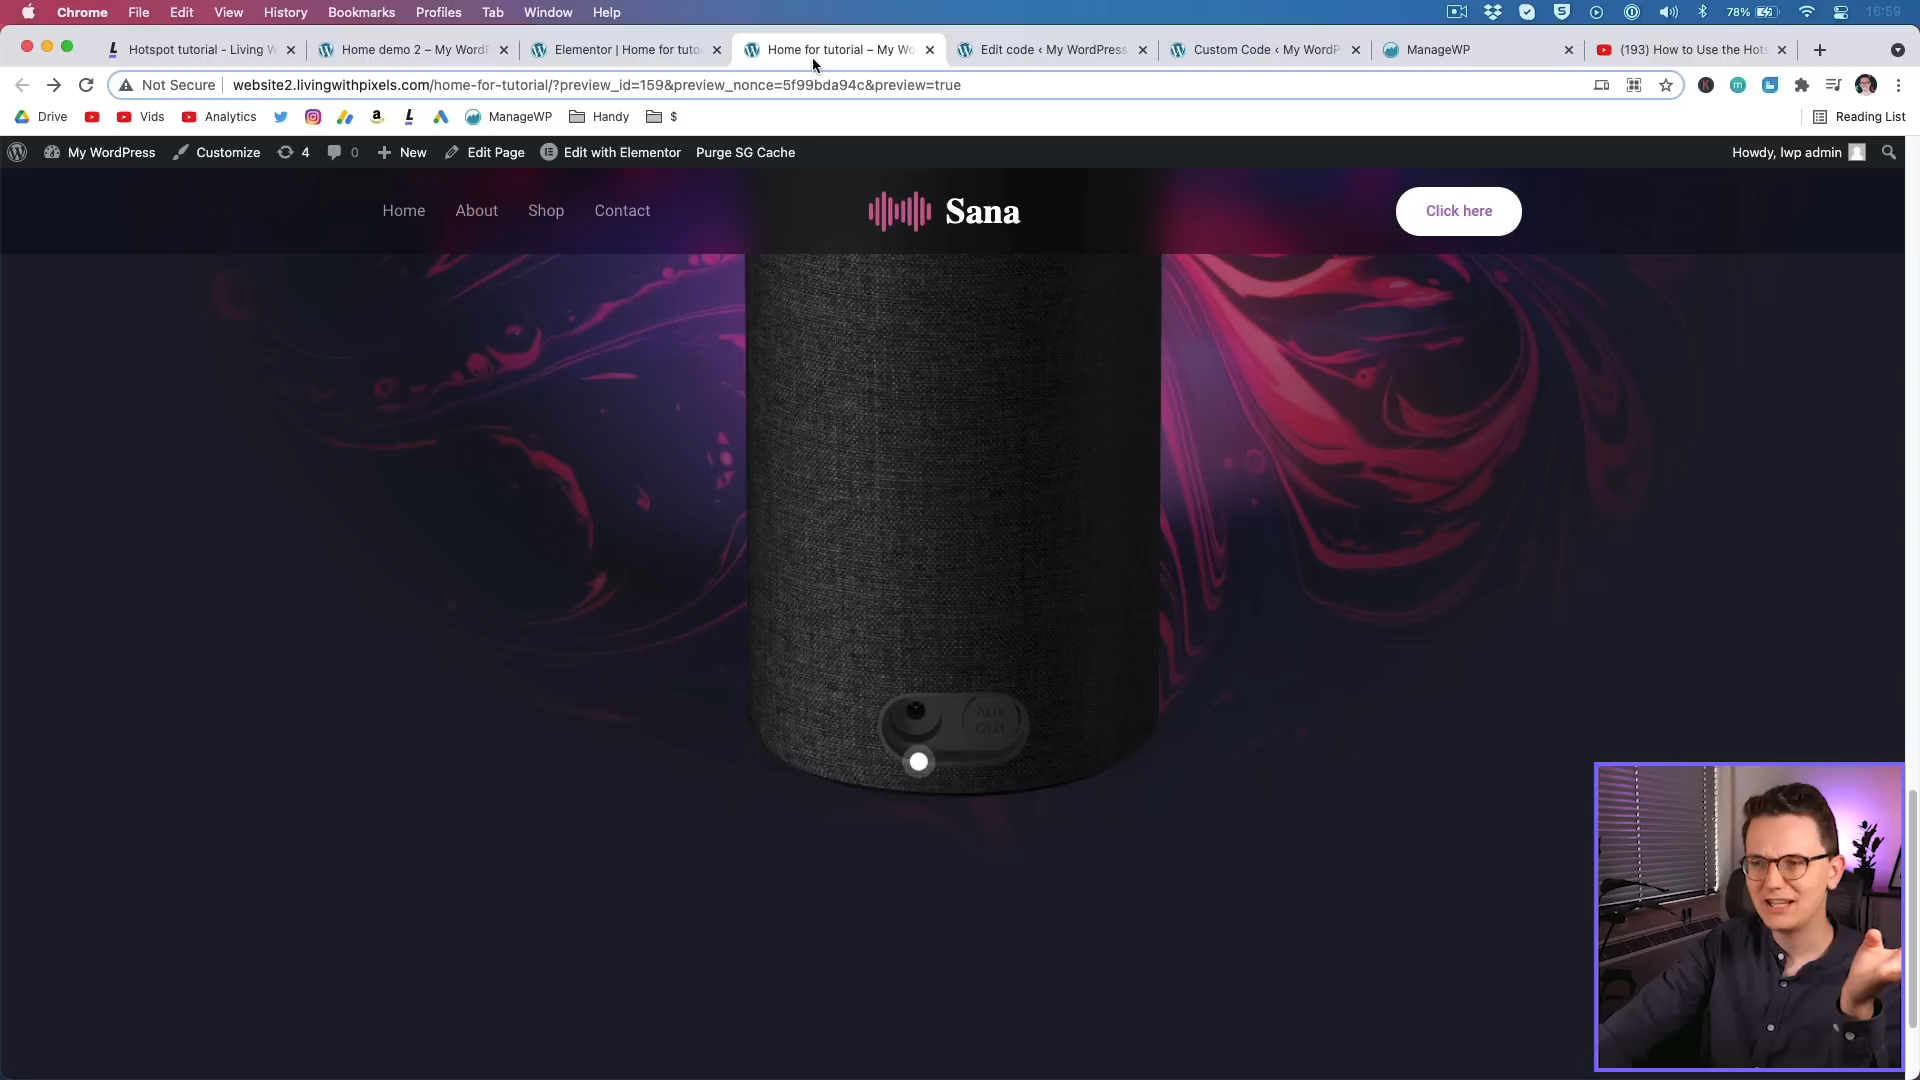 Chrome File Edit View History Bookmarks Profiles Tab Window Help 78% 16:59
Hotspot tutorial - Living W Home demo 2 – My WordP Elementor | Home for tuto Home for tutorial – My Wo Edit code ‹ My WordPress Custom Code ‹ My WordP ManageWP (193) How to Use the Hots
Not Secure website2.livingwithpixels.com/home-for-tutorial/?preview_id=159&preview_nonce=5f99bda94c&preview=true
Drive Vids Analytics ManageWP Handy $ Reading List
My WordPress Customize 4 0 New Edit Page Edit with Elementor Purge SG Cache Howdy, lwp admin
Home About Shop Contact Sana Click here
AUX
OUT